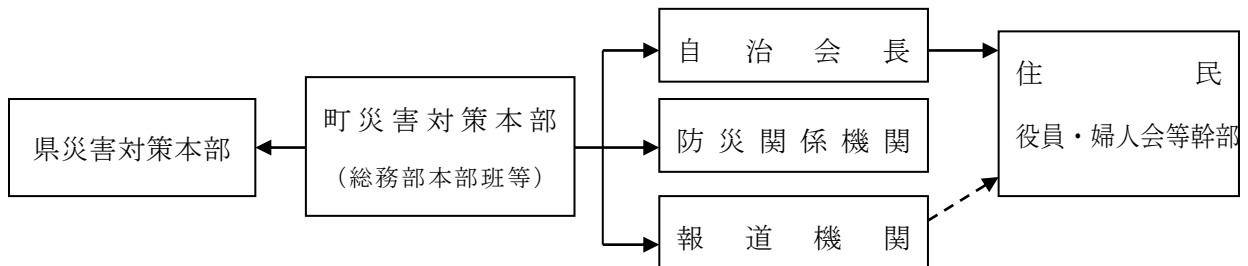 県災害対策本部
町災害対策本部
（総務部本部班等）
自治会長
防災関係機関
報道機関
住民
役員・婦人会等幹部